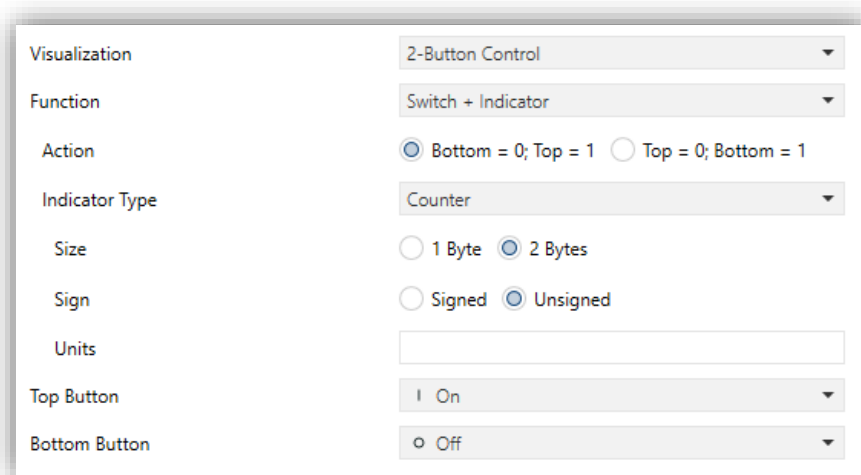 Visualization 2-Button Control
Function Switch + Indicator
Action Bottom = 0; Top = 1 Top = 0; Bottom = 1
Indicator Type Counter
Size 1 Byte 2 Bytes
Sign Signed Unsigned
Units
Top Button On
Bottom Button Off